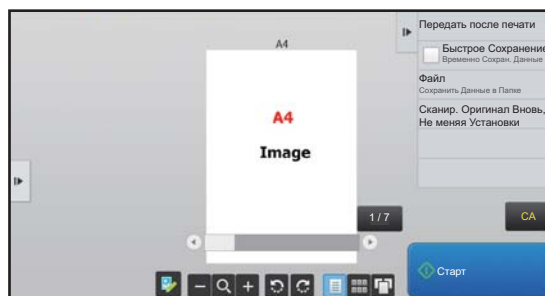 A4
A4
Image
1 / 7
Передать после печати
Быстрое Сохранение
Временно Сохран. Данные
Файл
Сохранить Данные в Папке
Сканир. Оригинал Вновь,
Не меняя Установки
CA
Старт